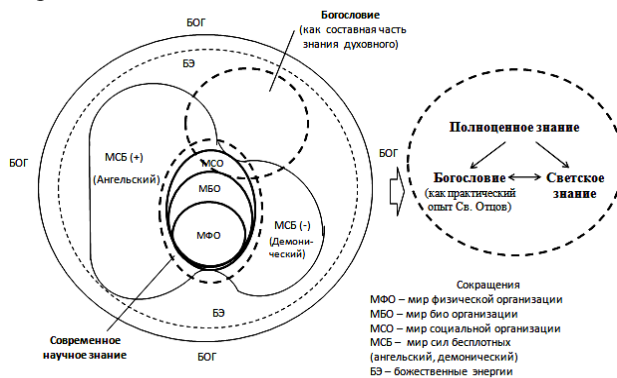 БОГ
Богословие
(как составная часть
знания духовного)
БЭ
БОГ
МСБ (+)
(Ангельский)
МСО
МБО
МФО
МСБ (-)
(Демони-
ческий)
БОГ
БЭ
БОГ
Современное
научное знание
Полноценное знание
Богословие
(как практический
опыт Св. Отцов)
Светское
знание
Сокращения
МФО – мир физической организации
МБО – мир био организации
МСО – мир социальной организации
МСБ – мир сил бесплотных
(ангельский, демонический)
БЭ – божественные энергии